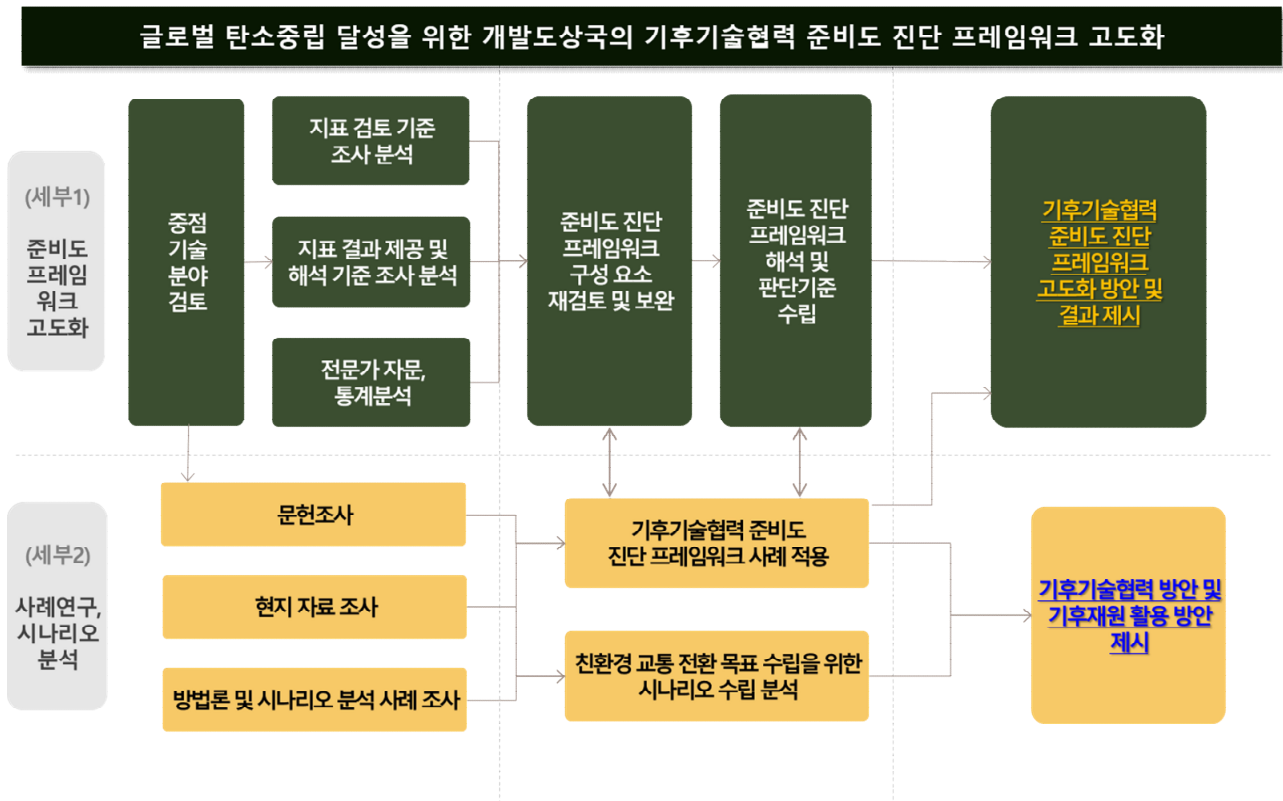 글로벌 탄소중립 달성을 위한 개발도상국의 기후기술협력 준비도 진단 프레임워크 고도화
(세부1)
준비도
프레임
워크
고도화
중점
기술
분야
검토
지표 검토 기준
조사 분석
지표 결과 제공 및
해석 기준 조사 분석
전문가 자문,
통계분석
준비도 진단
프레임워크
구성 요소
재검토 및 보완
준비도 진단
프레임워크
해석 및
판단기준
수립
기후기술협력
준비도 진단
프레임워크
고도화 방안 및
결과 제시
(세부2)
사례연구,
시나리오
분석
문헌조사
현지 자료 조사
방법론 및 시나리오 분석 사례 조사
기후기술협력 준비도
진단 프레임워크 사례 적용
친환경 교통 전환 목표 수립을 위한
시나리오 수립 분석
기후기술협력 방안 및
기후재원 활용 방안
제시